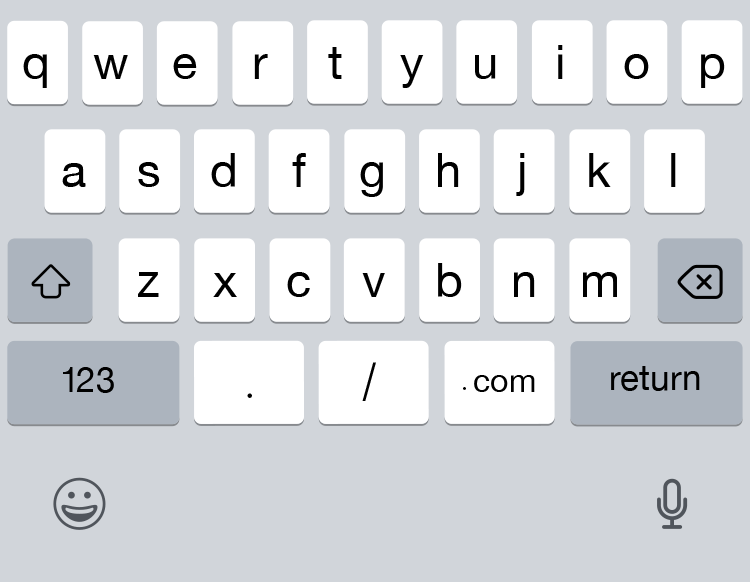 q w e r t y u i o p
a s d f g h j k l
z x c v b n m
123 . / .com return